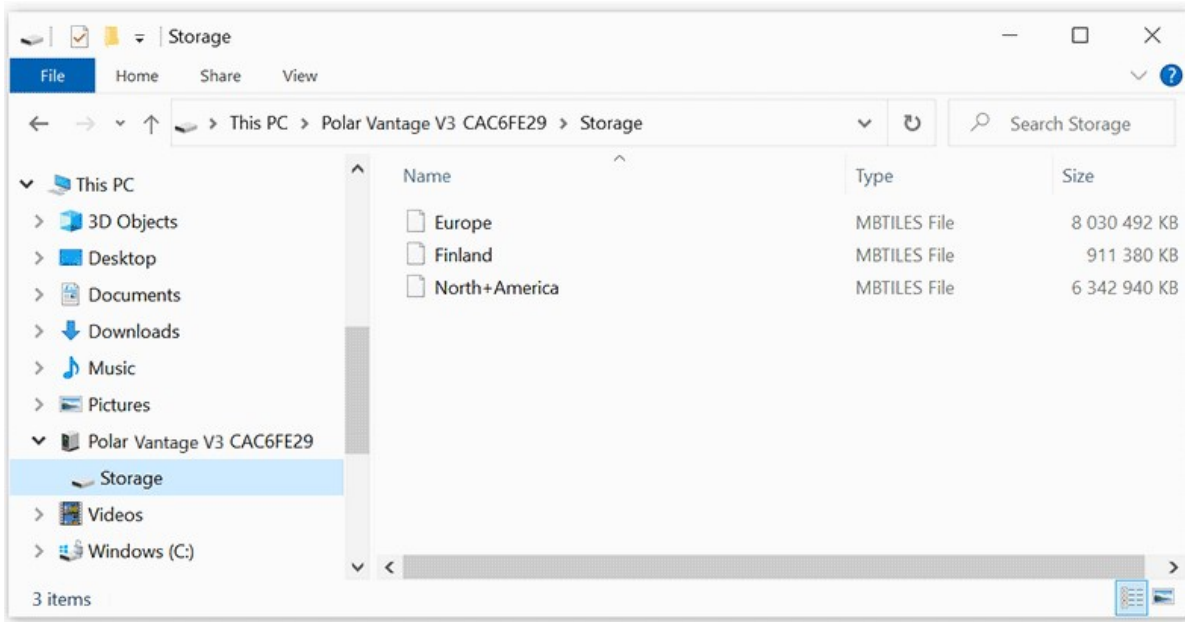 Storage
File Home Share View
This PC > Polar Vantage V3 CAC6FE29 > Storage
Search Storage
This PC
3D Objects
Desktop
Documents
Downloads
Music
Pictures
Polar Vantage V3 CAC6FE29
Storage
Videos
Windows (C:)
Name Type Size
Europe MBTILES File 8 030 492 KB
Finland MBTILES File 911 380 KB
North+America MBTILES File 6 342 940 KB
3 items